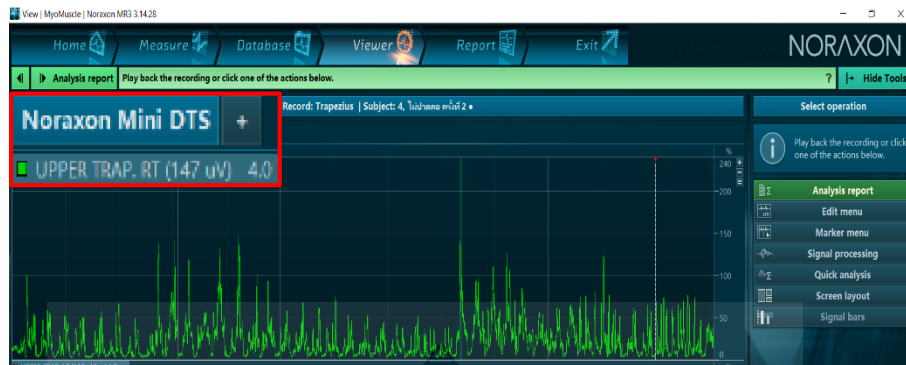 View | MyoMuscle | Noraxon MR3 3.14.28
Home Measure Database Viewer Report Exit
NORAXON
Analysis report Play back the recording or click one of the actions below. ? Hide Tools
Noraxon Mini DTS +
Record: Trapezius | Subject: 4, ไม่ปวดคอ ครั้งที่ 2
Select operation
UPPER TRAP. RT (147 uV) 4.0
Play back the recording or click
one of the actions below.
%
240
200
150
100
50
0
Analysis report
Edit menu
Marker menu
Signal processing
Quick analysis
Screen layout
Signal bars